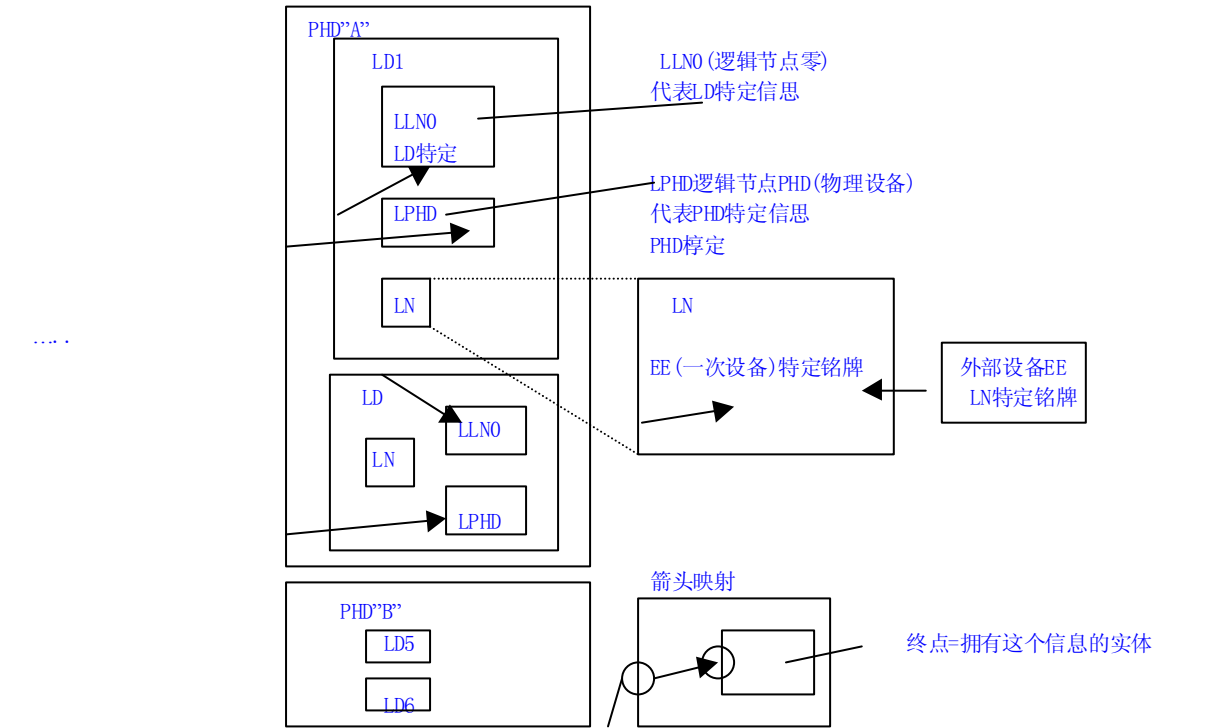 PHD”A”
LD1
LLN0
LD特定
LPHD
LN
LLN0(逻辑节点零)
代表LD特定信思
LPHD逻辑节点PHD(物理设备)
代表PHD特定信思
PHD椁定
LN
EE(一次设备)特定铭牌
外部设备EE
LN特定铭牌
…..
LD
LLN0
LN
LPHD
PHD”B”
LD5
LD6
箭头映射
终点=拥有这个信息的实体